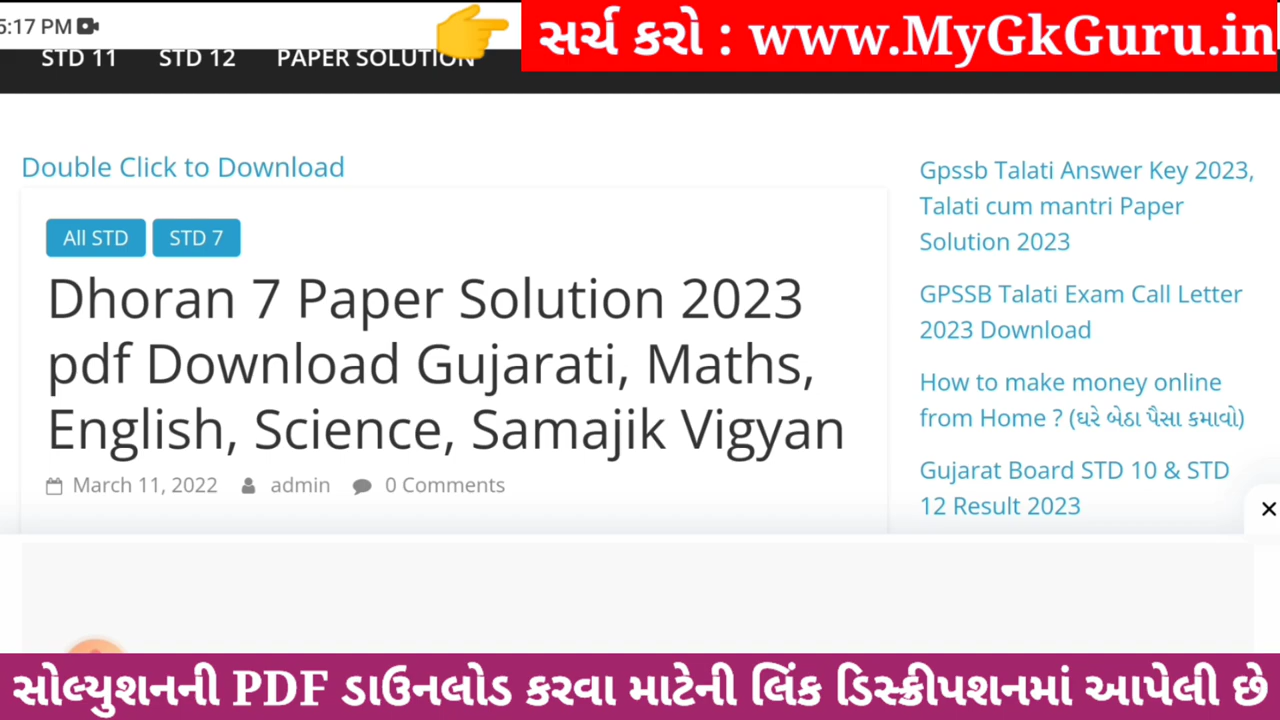 5:17 PM
👉 સર્ચ કરો : www.MyGkGuru.in
STD 11 STD 12 PAPER SOLUTION
Double Click to Download
All STD STD 7
Dhoran 7 Paper Solution 2023
pdf Download Gujarati, Maths,
English, Science, Samajik Vigyan
March 11, 2022 admin 0 Comments
Gpssb Talati Answer Key 2023,
Talati cum mantri Paper
Solution 2023
GPSSB Talati Exam Call Letter
2023 Download
How to make money online
from Home ? (ઘરે બેઠા પૈસા કમાવો)
Gujarat Board STD 10 & STD
12 Result 2023
સોલ્યુશનની PDF ડાઉનલોડ કરવા માટેની લિંક ડિસ્ક્રીપશનમાં આપેલી છે